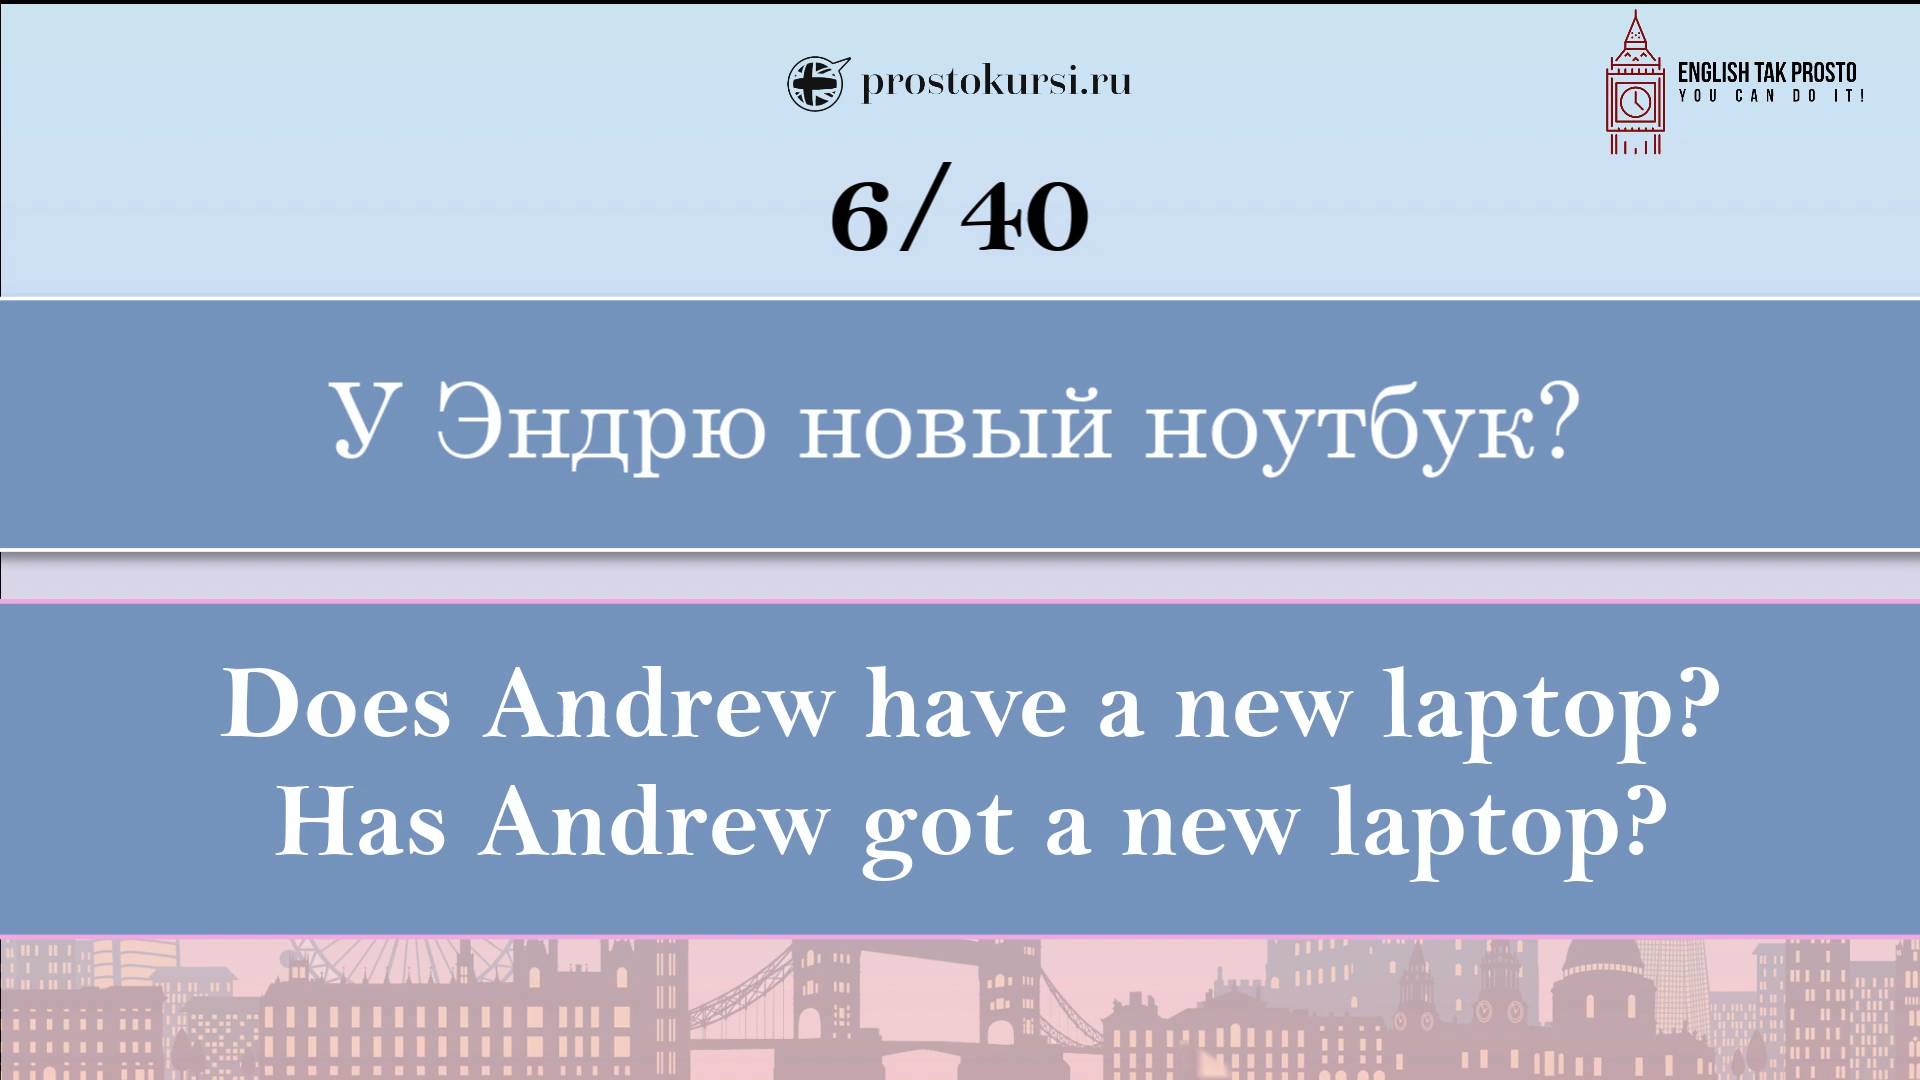 prostokursi.ru
ENGLISH TAK PROSTO
YOU CAN DO IT!
6/40
У Эндрю новый ноутбук?
Does Andrew have a new laptop?
Has Andrew got a new laptop?